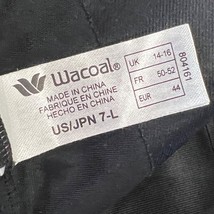 wacoal®
MADE IN CHINA
FABRIQUE EN CHINE
HECHO EN CHINA
US/JPN 7-L
UK 14-16
FR 50-52
EUR 44
804161